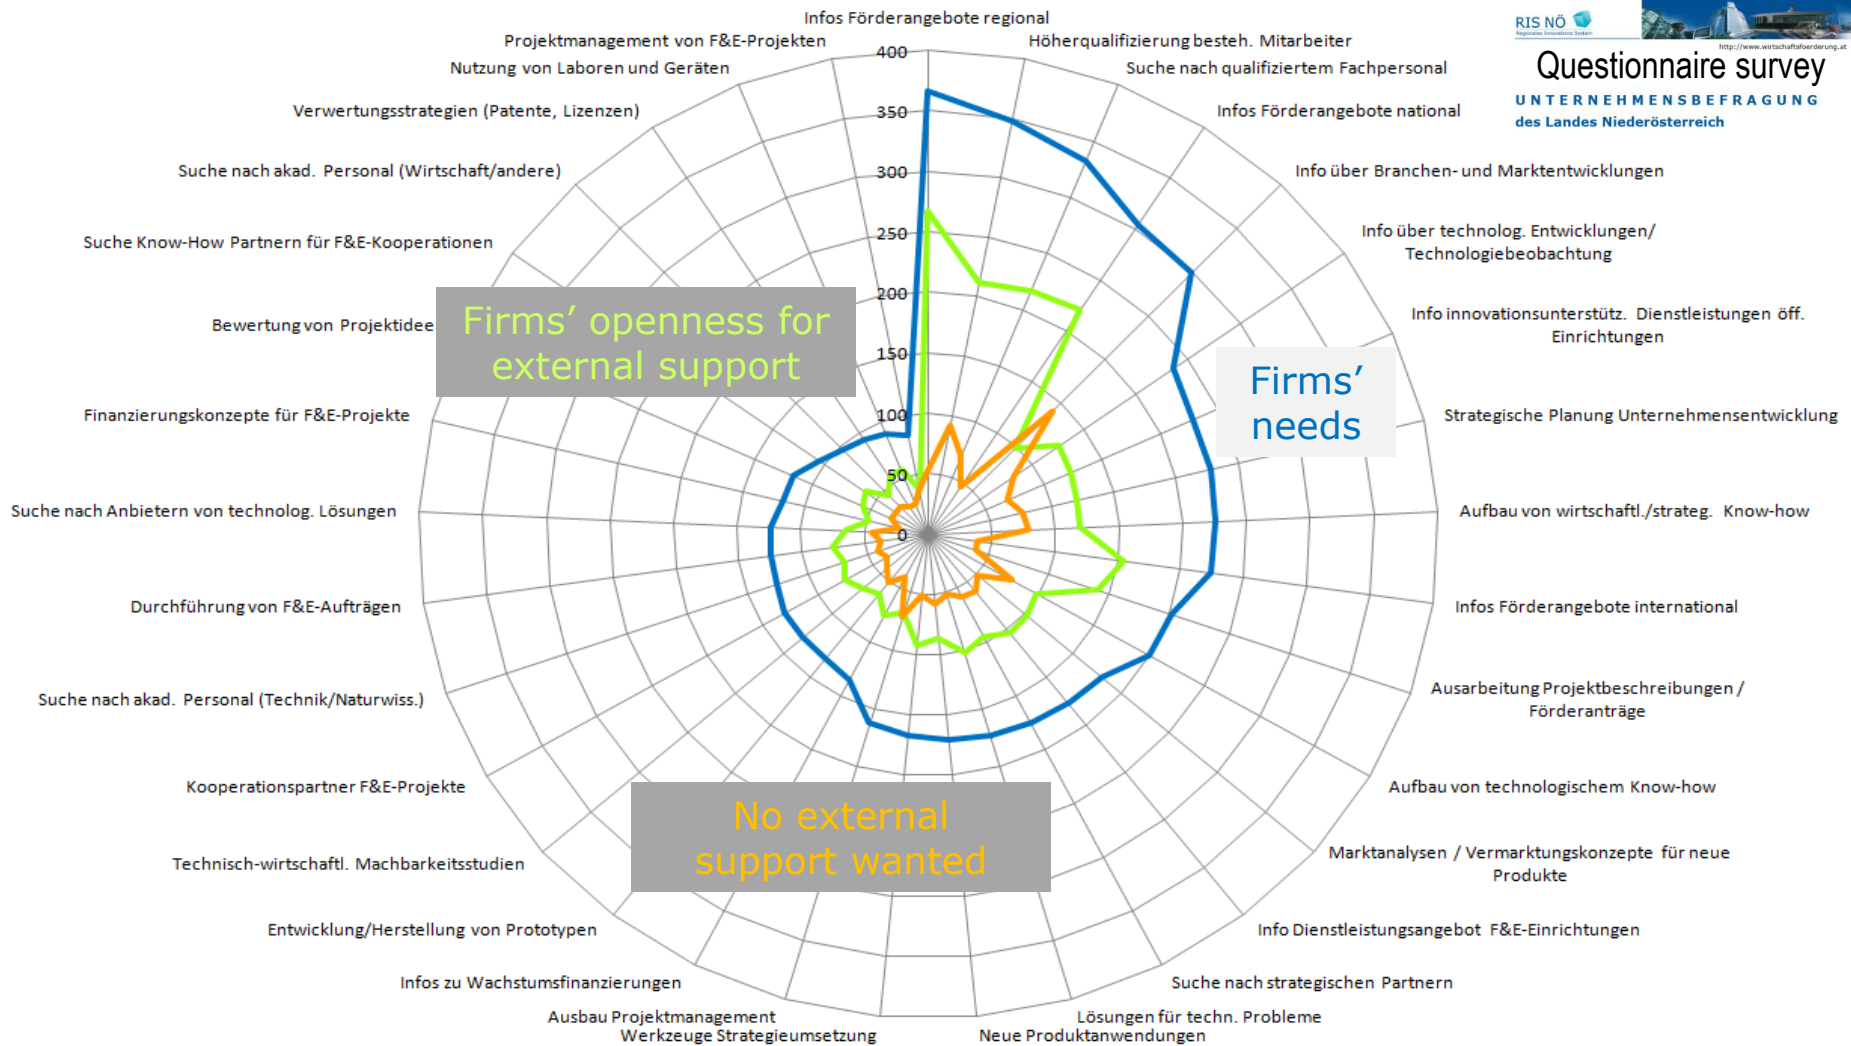 Infos Förderangebote regional
Projektmanagement von F&E-Projekten
Höherqualifizierung besteh. Mitarbeiter
Nutzung von Laboren und Geräten
Suche nach qualifiziertem Fachpersonal
Verwertungsstrategien (Patente, Lizenzen)
Infos Förderangebote national
Suche nach akad. Personal (Wirtschaft/andere)
Info über Branchen- und Marktentwicklungen
Suche Know-How Partnern für F&E-Kooperationen
Info über technolog. Entwicklungen/
Technologiebeobachtung
Bewertung von Projektidee
Info innovationsunterstütz. Dienstleistungen öff.
Einrichtungen
Finanzierungskonzepte für F&E-Projekte
Strategische Planung Unternehmensentwicklung
Suche nach Anbietern von technolog. Lösungen
Aufbau von wirtschaftl./strateg. Know-how
Durchführung von F&E-Aufträgen
Infos Förderangebote international
Suche nach akad. Personal (Technik/Naturwiss.)
Ausarbeitung Projektbeschreibungen /
Förderanträge
Kooperationspartner F&E-Projekte
Aufbau von technologischem Know-how
Technisch-wirtschaftl. Machbarkeitsstudien
Marktanalysen / Vermarktungskonzepte für neue
Produkte
Entwicklung/Herstellung von Prototypen
Info Dienstleistungsangebot F&E-Einrichtungen
Infos zu Wachstumsfinanzierungen
Suche nach strategischen Partnern
Ausbau Projektmanagement
Lösungen für techn. Probleme
Werkzeuge Strategieumsetzung
Neue Produktanwendungen
400
350
300
250
200
150
100
50
0
Firms’ openness for
external support
Firms’
needs
No external
support wanted
RIS NÖ
Regionales Innovations System
http://www.wirtschaftsfoerderung.at
Questionnaire survey
UNTERNEHMENSBEFRAGUNG
des Landes Niederösterreich